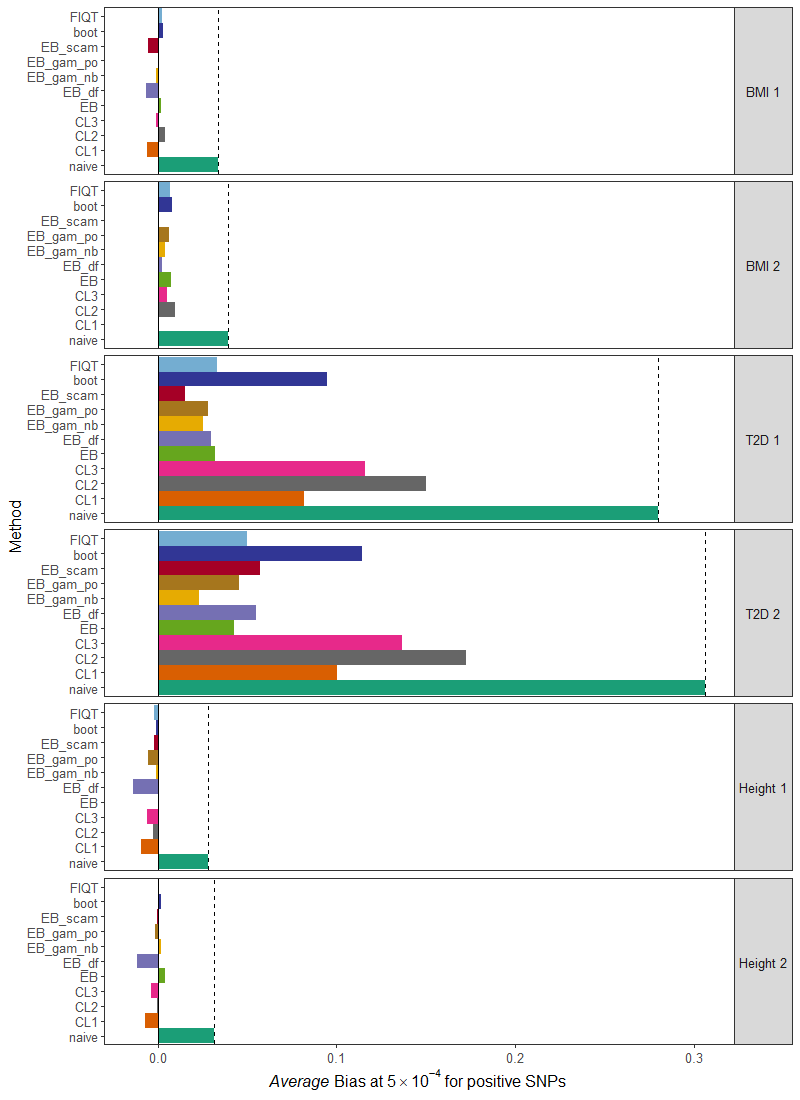 FIQT
boot
EB_scam
EB_gam_po
EB_gam_nb
EB_df
EB
CL3
CL2
CL1
naive
BMI 1
FIQT
boot
EB_scam
EB_gam_po
EB_gam_nb
EB_df
EB
CL3
CL2
CL1
naive
BMI 2
FIQT
boot
EB_scam
EB_gam_po
EB_gam_nb
EB_df
EB
CL3
CL2
CL1
naive
T2D 1
Method
FIQT
boot
EB_scam
EB_gam_po
EB_gam_nb
EB_df
EB
CL3
CL2
CL1
naive
T2D 2
FIQT
boot
EB_scam
EB_gam_po
EB_gam_nb
EB_df
EB
CL3
CL2
CL1
naive
Height 1
FIQT
boot
EB_scam
EB_gam_po
EB_gam_nb
EB_df
EB
CL3
CL2
CL1
naive
Height 2
0.0 0.1 0.2 0.3
Average Bias at 5 × 10⁻⁴ for positive SNPs